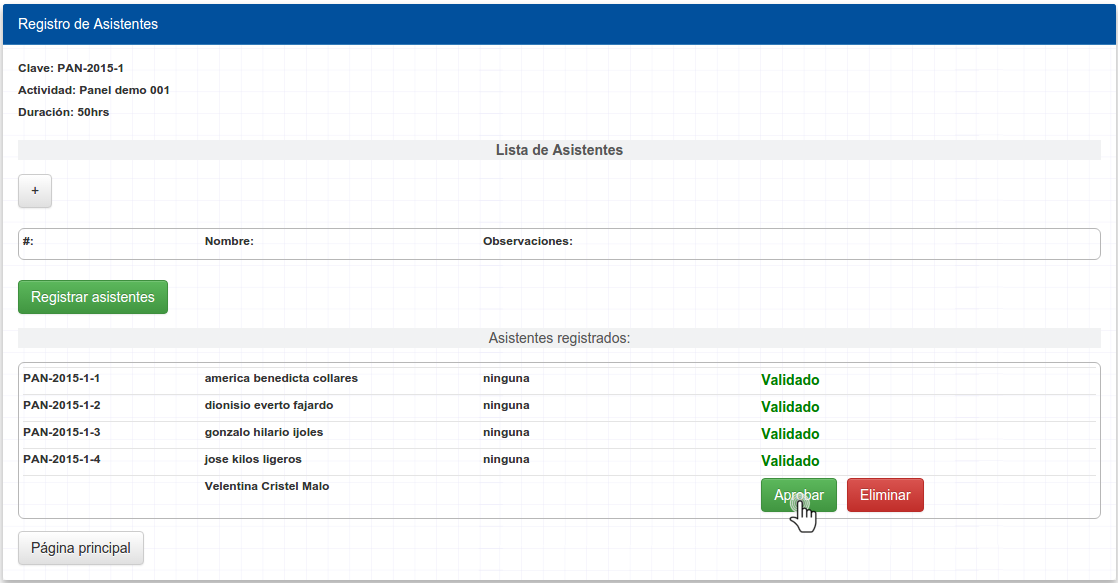 Registro de Asistentes
Clave: PAN-2015-1
Actividad: Panel demo 001
Duración: 50hrs
Lista de Asistentes
+
#: Nombre: Observaciones:
Registrar asistentes
Asistentes registrados:
PAN-2015-1-1 america benedicta collares ninguna Validado
PAN-2015-1-2 dionisio everto fajardo ninguna Validado
PAN-2015-1-3 gonzalo hilario ijoles ninguna Validado
PAN-2015-1-4 jose kilos ligeros ninguna Validado
Velentina Cristel Malo Aprobar Eliminar
Página principal